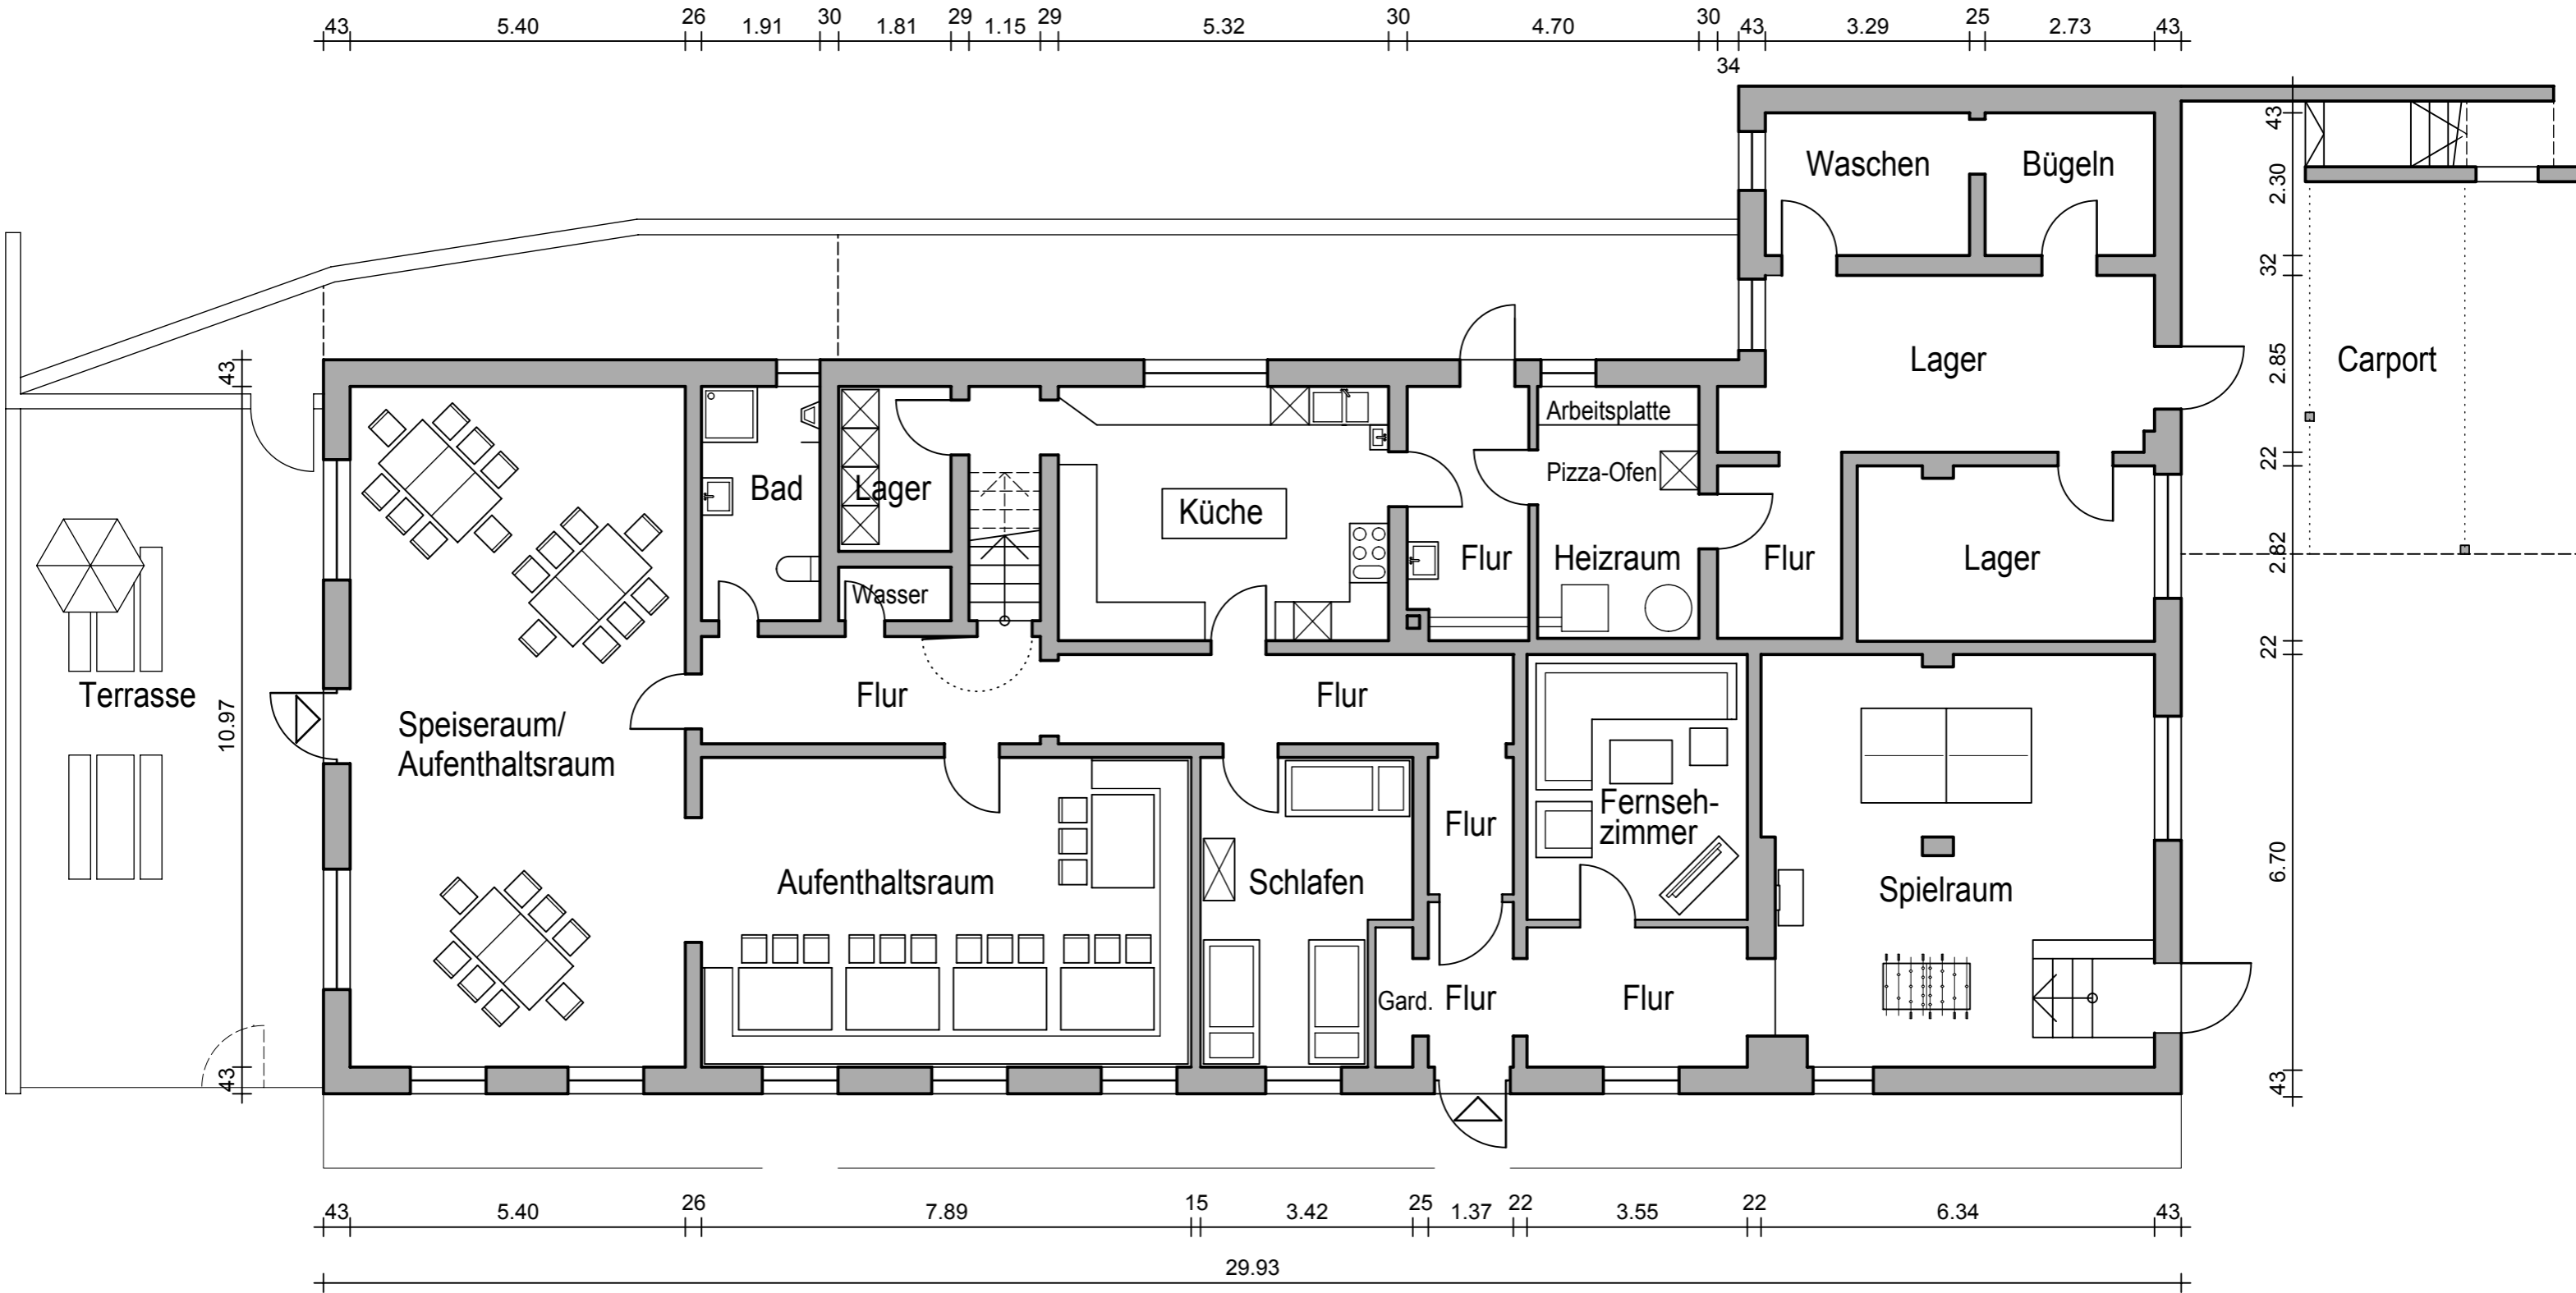 43 5.40 26 1.91 30 1.81 29 1.15 29 5.32 30 4.70 30 34 43 3.29 25 2.73 43
43
2.30
32
2.85
22
2.82
22
6.70
43
Waschen
Bügeln
Lager
Carport
43
10.97
43
Arbeitsplatte
Pizza-Ofen
Bad
Lager
Küche
Flur
Heizraum
Flur
Lager
Wasser
Terrasse
Flur
Flur
Speiseraum/
Aufenthaltsraum
Fernseh-
zimmer
Flur
Aufenthaltsraum
Schlafen
Spielraum
Gard.
Flur
Flur
43 5.40 26 7.89 15 3.42 25 1.37 22 3.55 22 6.34 43
29.93